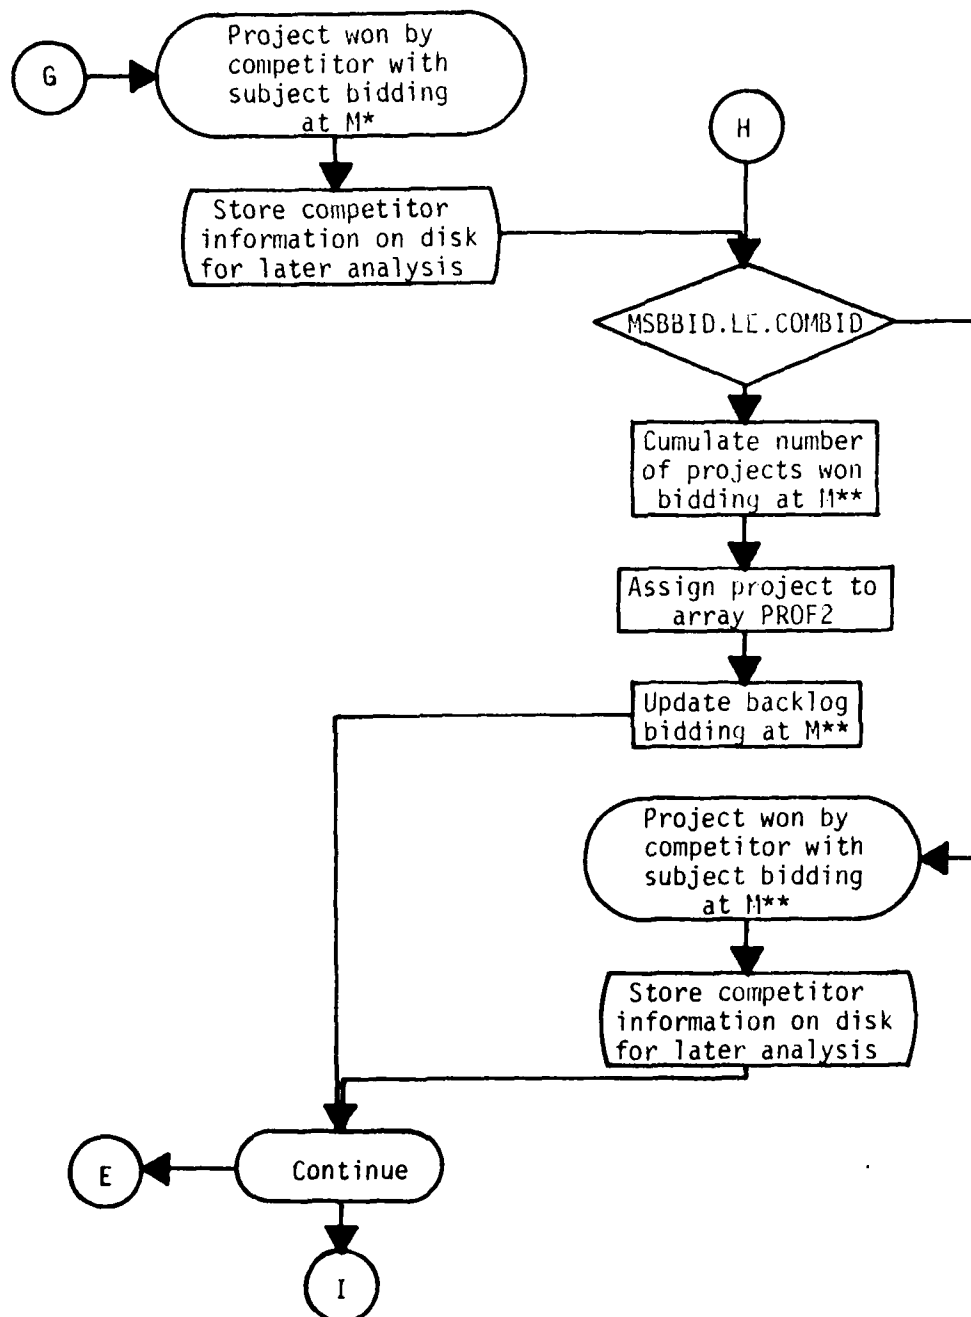 Project won by
competitor with
subject bidding
at M*
G
H
Store competitor
information on disk
for later analysis
MSBBID.LE.COMBID
Cumulate number
of projects won
bidding at M**
Assign project to
array PROF2
Update backlog
bidding at M**
Project won by
competitor with
subject bidding
at M**
Store competitor
information on disk
for later analysis
Continue
E
I